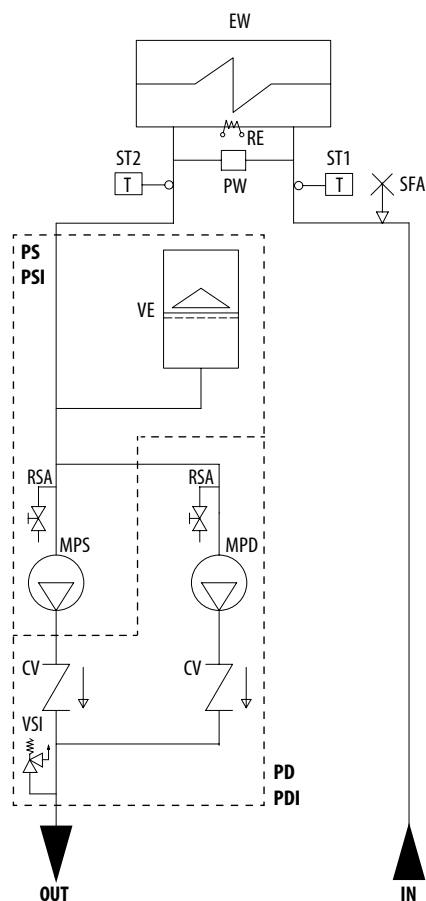 EW
RE
ST2
T
PW
ST1
T
SFA
PS
PSI
VE
RSA
RSA
MPS
MPD
CV
CV
VSI
PD
PDI
OUT
IN